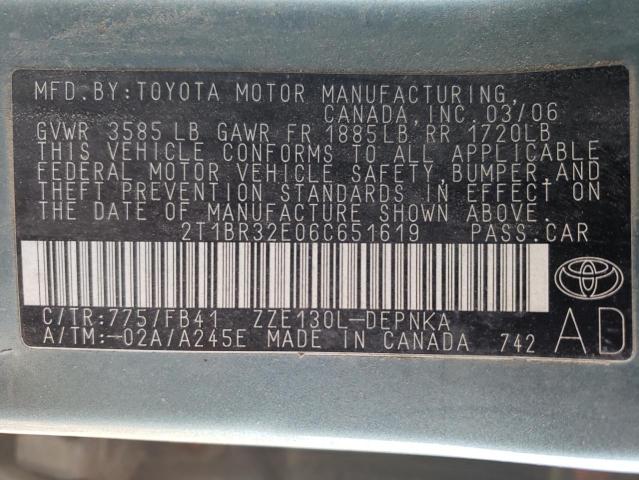 MFD.BY:TOYOTA MOTOR MANUFACTURING,
CANADA, INC. 03/06
GVWR 3585 LB GAWR FR 1885LB RR 1720LB
THIS VEHICLE CONFORMS TO ALL APPLICABLE
FEDERAL MOTOR VEHICLE SAFETY, BUMPER, AND
THEFT PREVENTION STANDARDS IN EFFECT ON
THE DATE OF MANUFACTURE SHOWN ABOVE.
2T1BR32E06C651619 PASS.CAR
C/TR:775/FB41 ZZE130L-DEPNKA
A/TM:-02A/A245E MADE IN CANADA 742
AD